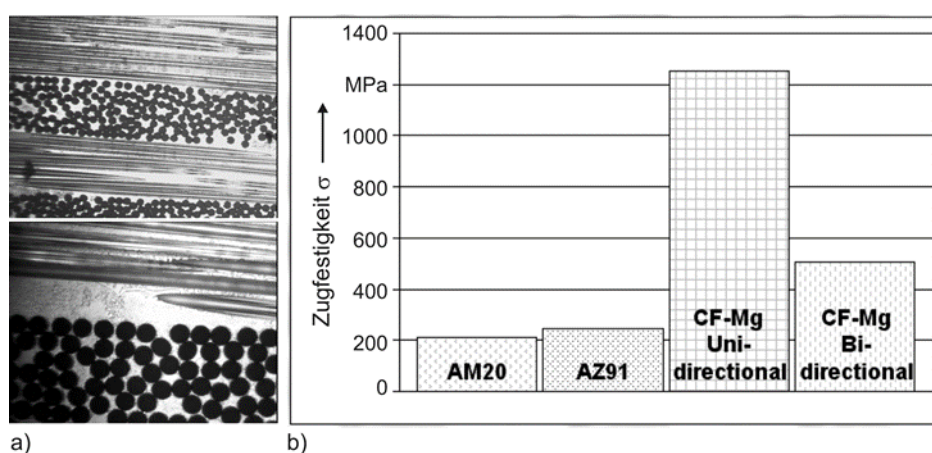 1400
MPa
1000
800
600
400
200
0
Zugfestigkeit σ
AM20
AZ91
CF-Mg
Uni-
directional
CF-Mg
Bi-
directional
a)
b)